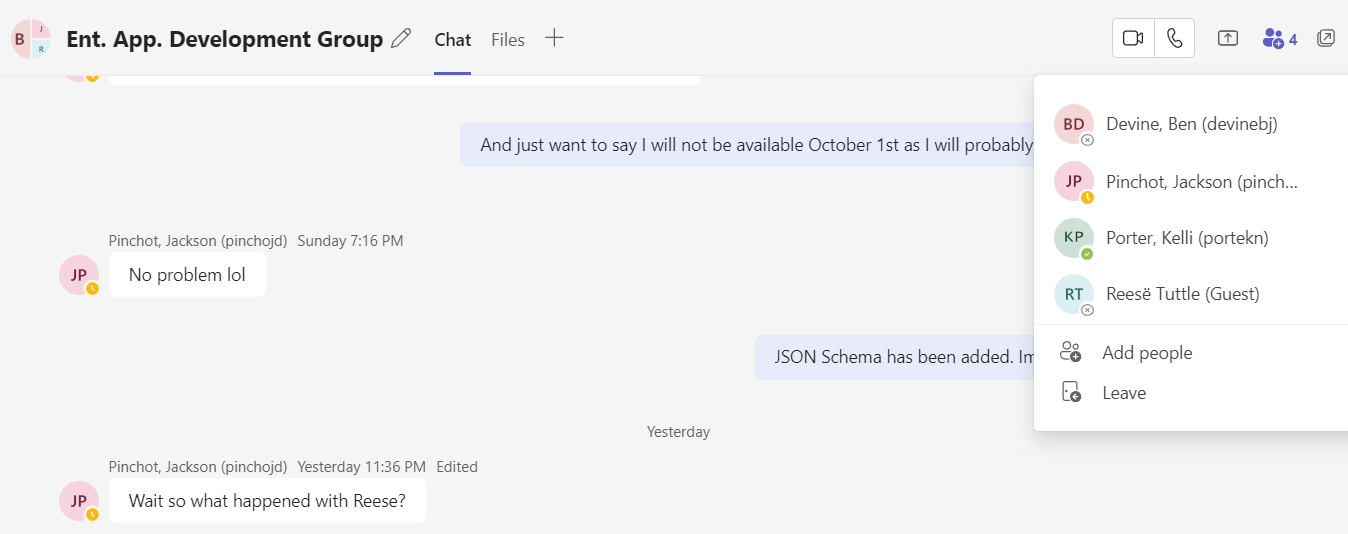 B
J
R
Ent. App. Development Group
Chat
Files
4
And just want to say I will not be available October 1st as I will probably
BD
Devine, Ben (devinebj)
JP
Pinchot, Jackson (pinch...
KP
Porter, Kelli (portekn)
RT
Reesë Tuttle (Guest)
Add people
Leave
Pinchot, Jackson (pinchojd) Sunday 7:16 PM
JP
No problem lol
JSON Schema has been added. Im
Yesterday
Pinchot, Jackson (pinchojd) Yesterday 11:36 PM Edited
JP
Wait so what happened with Reese?